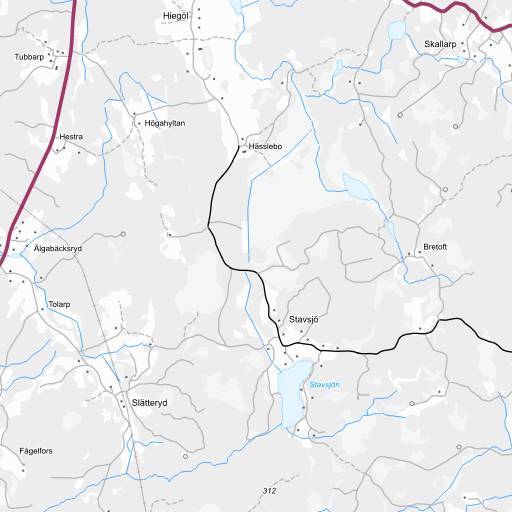 Hiegöl
Skallarp
Tubbarp
Högahyltan
Hestra
Hässlebo
Älgabäcksryd
Bretoft
Tolarp
Stavsjö
Stavsjön
Slätteryd
Fågelfors
312